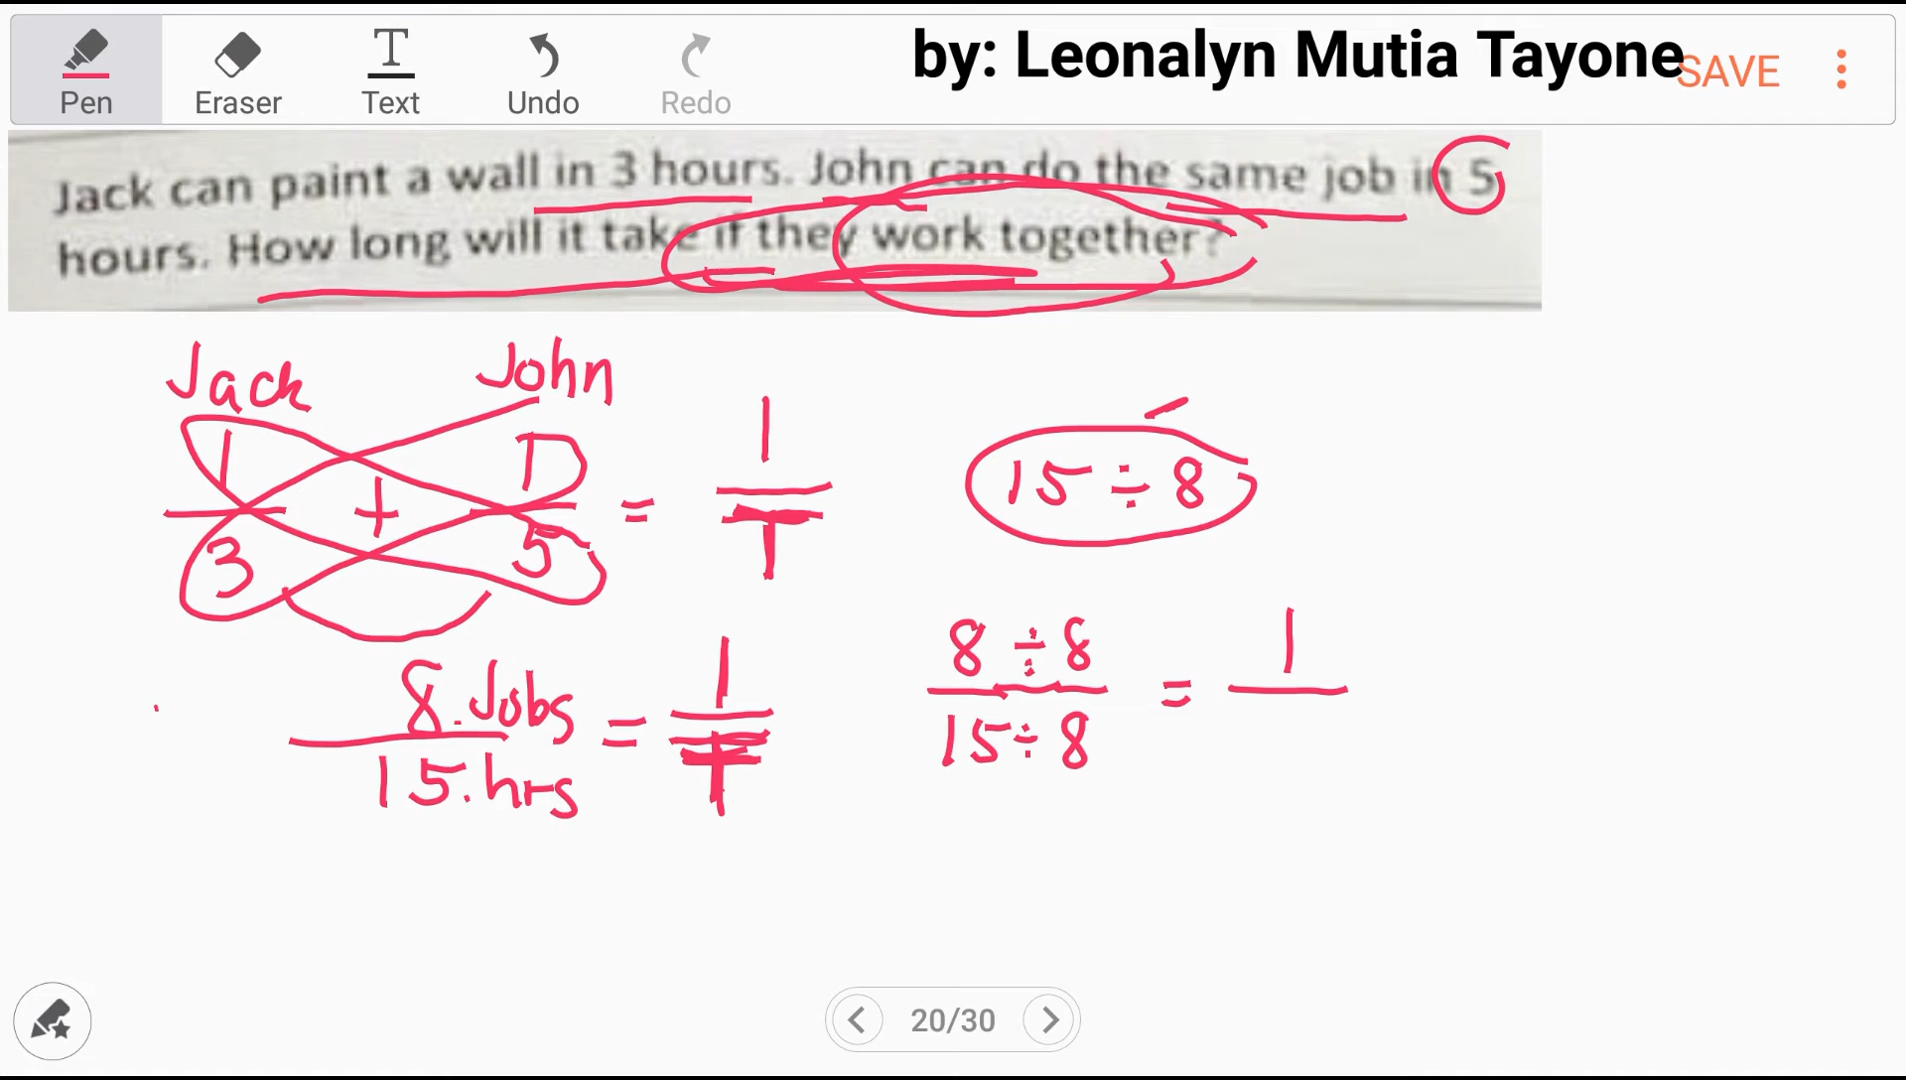 by: Leonalyn Mutia Tayone
SAVE
Pen
Eraser
Text
Undo
Redo
Jack can paint a wall in 3 hours. John can do the same job in 5
hours. How long will it take if they work together?
Jack John
1/3 + 1/5 = 1/T
15 ÷ 8
8.Jobs/15.hrs = 1/T
8 ÷ 8/15 ÷ 8 = 1/
20/30